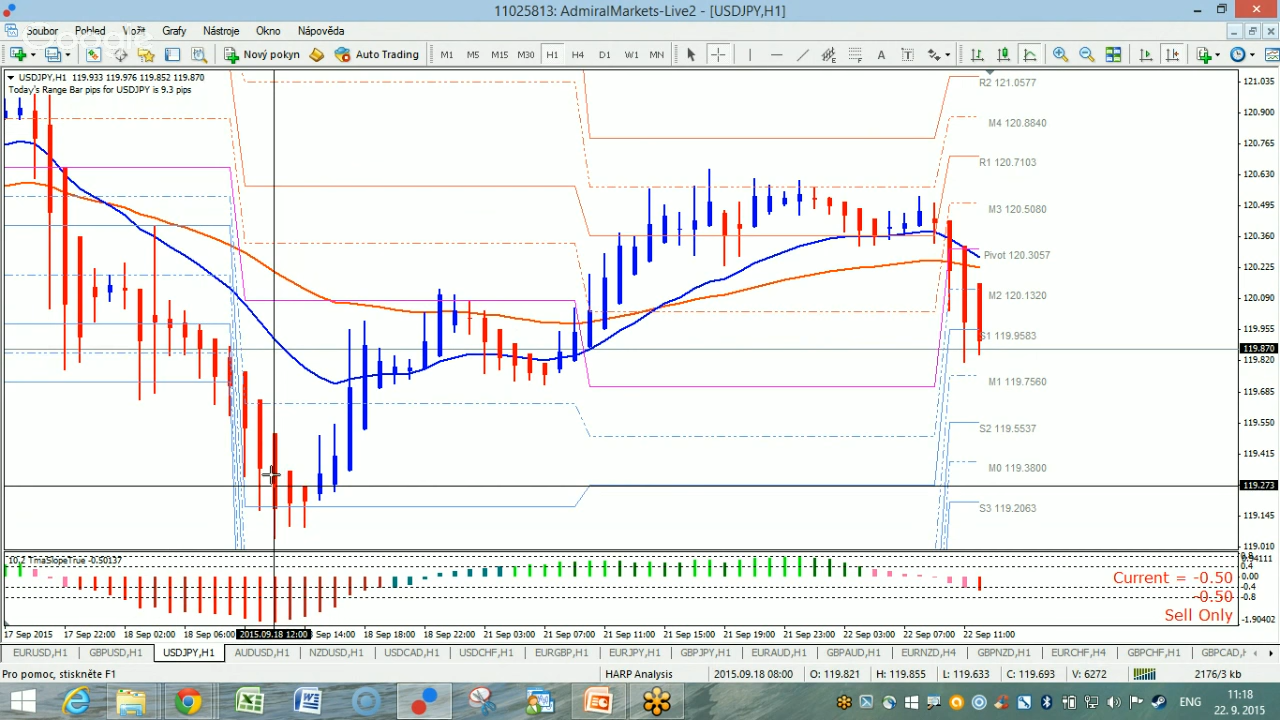 11025813: AdmiralMarkets-Live2 - [USDJPY,H1]
Soubor Pohled Vložit Grafy Nástroje Okno Nápověda
Nový pokyn Auto Trading M1 M5 M15 M30 H1 H4 D1 W1 MN
USDJPY,H1 119.933 119.976 119.852 119.870
Today's Range Bar pips for USDJPY is 9.3 pips
R2 121.0577
M4 120.8840
R1 120.7103
M3 120.5080
Pivot 120.3057
M2 120.1320
S1 119.9583
M1 119.7560
S2 119.5537
M0 119.3800
S3 119.2063
121.035
120.900
120.765
120.630
120.495
120.360
120.225
120.090
119.955
119.870
119.820
119.685
119.550
119.415
119.273
119.145
119.010
10,2 TmaSlopeTrue -0.50137
0.4
0.00
-0.4
-0.8
-1.90402
Current = -0.50
-0.50
Sell Only
17 Sep 2015 17 Sep 22:00 18 Sep 02:00 18 Sep 06:00 2015.09.18 12:00 Sep 14:00 18 Sep 18:00 18 Sep 22:00 21 Sep 03:00 21 Sep 07:00 21 Sep 11:00 21 Sep 15:00 21 Sep 19:00 21 Sep 23:00 22 Sep 03:00 22 Sep 07:00 22 Sep 11:00
EURUSD,H1 GBPUSD,H1 USDJPY,H1 AUDUSD,H1 NZDUSD,H1 USDCAD,H1 USDCHF,H1 EURGBP,H1 EURJPY,H1 GBPJPY,H1 EURAUD,H1 GBPAUD,H1 EURNZD,H4 GBPNZD,H1 EURCHF,H4 GBPCHF,H1 GBPCAD,H
Pro pomoc, stiskněte F1 HARP Analysis 2015.09.18 08:00 O: 119.821 H: 119.855 L: 119.633 C: 119.693 V: 6272 2176/3 kb
ENG 11:18
22. 9. 2015